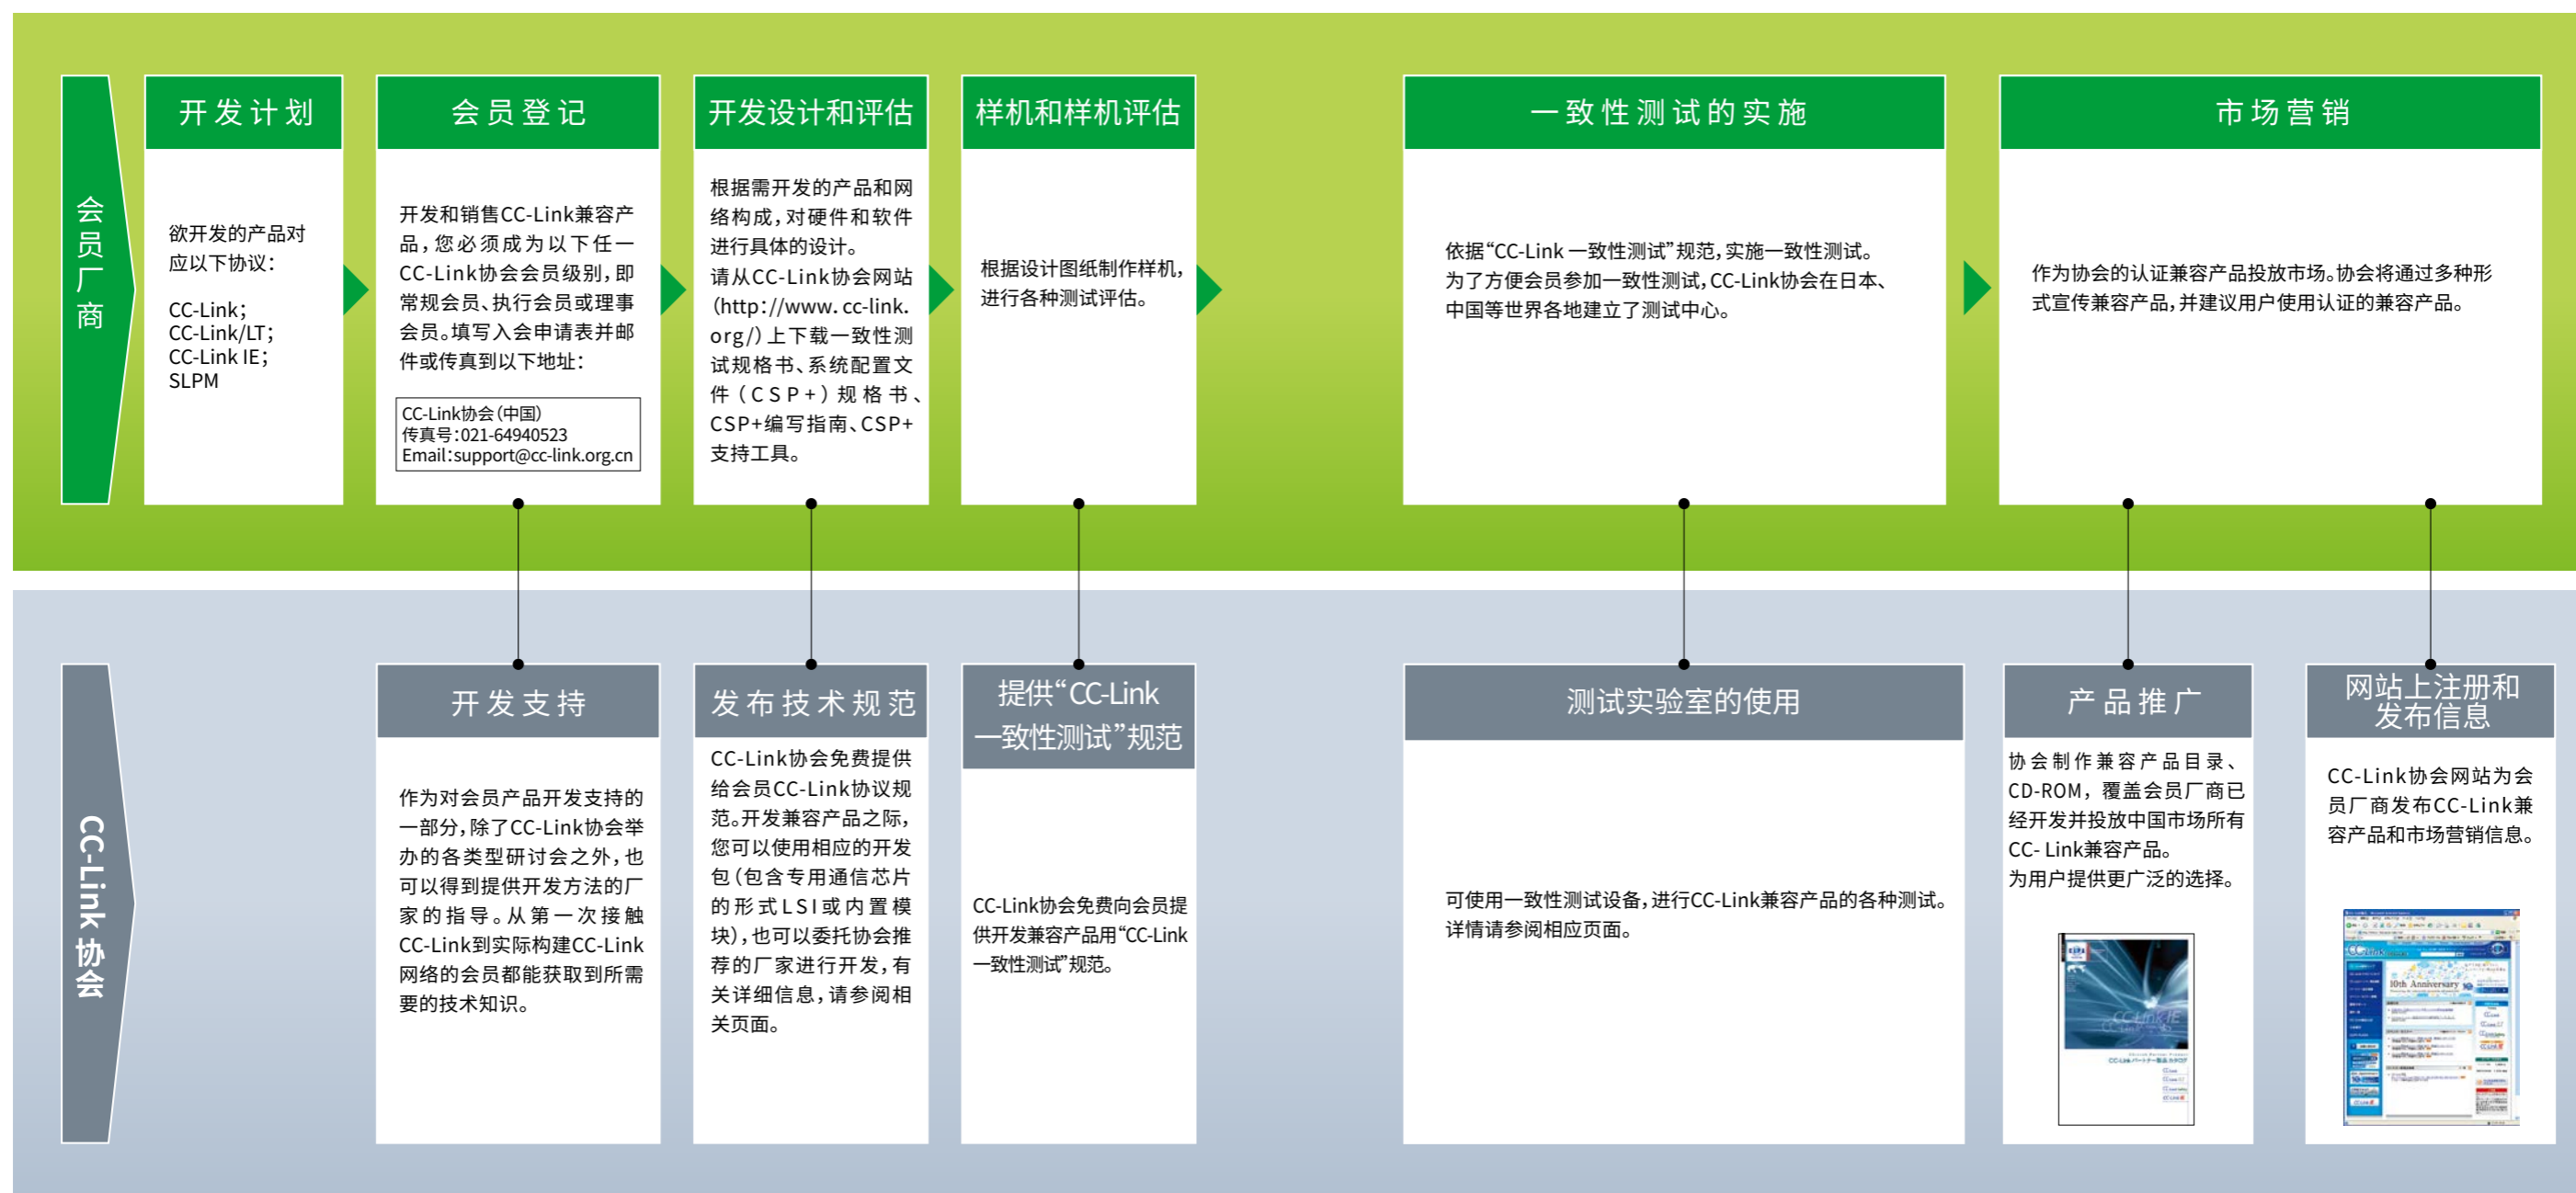 会员厂商
开发计划
欲开发的产品对
应以下协议：
CC-Link；
CC-Link/LT；
CC-Link IE；
SLPM
会员登记
开发和销售CC-Link兼容产
品，您必须成为以下任一
CC-Link协会会员级别，即
常规会员、执行会员或理事
会员。填写入会申请表并邮
件或传真到以下地址：
CC-Link协会（中国）
传真号：021-64940523
Email：support@cc-link.org.cn
开发设计和评估
根据需开发的产品和网
络构成，对硬件和软件
进行具体的设计。
请从CC-Link协会网站
（http://www. cc-link.
org/）上下载一致性测
试规格书、系统配置文
件（CSP+）规格书、
CSP+编写指南、CSP+
支持工具。
样机和样机评估
根据设计图纸制作样机，
进行各种测试评估。
一致性测试的实施
依据“CC-Link 一致性测试”规范，实施一致性测试。
为了方便会员参加一致性测试，CC-Link协会在日本、
中国等世界各地建立了测试中心。
市场营销
作为协会的认证兼容产品投放市场。协会将通过多种形
式宣传兼容产品，并建议用户使用认证的兼容产品。
CC-Link 协会
开发支持
作为对会员产品开发支持的
一部分，除了CC-Link协会举
办的各类型研讨会之外，也
可以得到提供开发方法的厂
家的指导。从第一次接触
CC-Link到实际构建CC-Link
网络的会员都能获取到所需
要的技术知识。
发布技术规范
CC-Link协会免费提供
给会员CC-Link协议规
范。开发兼容产品之际，
您可以使用相应的开发
包（包含专用通信芯片
的形式LSI或内置模
块），也可以委托协会推
荐的厂家进行开发，有
关详细信息，请参阅相
关页面。
提供“CC-Link
一致性测试”规范
CC-Link协会免费向会员提
供开发兼容产品用“CC-Link
一致性测试”规范。
测试实验室的使用
可使用一致性测试设备，进行CC-Link兼容产品的各种测试。
详情请参阅相应页面。
产品推广
协会制作兼容产品目录、
CD-ROM，覆盖会员厂商已
经开发并投放中国市场所有
CC- Link兼容产品。
为用户提供更广泛的选择。
CC-Link IE
CC-Linkパートナー製品カタログ
网站上注册和
发布信息
CC-Link协会网站为会
员厂商发布CC-Link兼
容产品和市场营销信息。
CC-Link
10th Anniversary